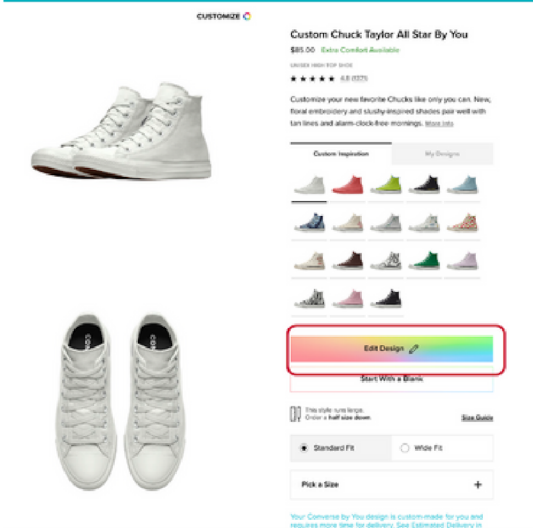 CUSTOMIZE
Custom Chuck Taylor All Star By You
$85.00 Extra Comfort Available
UNISEX HIGH TOP SHOE
Customize your new favorite Chucks like only you can. New,
floral embroidery and slushy-inspired shades pair well with
tan lines and alarm-clock-free mornings. More Info
Custom Inspiration
My Designs
Edit Design
Start With a Blank
This style runs large.
Order a half size down.
Size Guide
Standard Fit
Wide Fit
Pick a Size +
Your Converse By You design is custom-made for you and
requires more time for delivery. See Estimated Delivery in